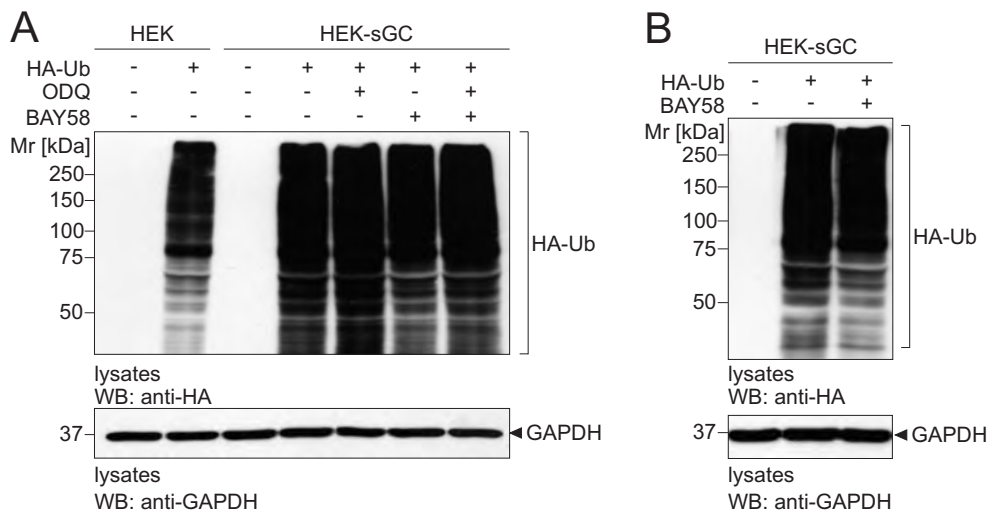 A
HEK HEK-sGC
HA-Ub - + - + + + +
ODQ - - - - + - +
BAY58 - - - - - + +
Mr [kDa]
250
150
100
75
50
HA-Ub
lysates
WB: anti-HA
37 GAPDH
lysates
WB: anti-GAPDH
B
HEK-sGC
HA-Ub - + +
BAY58 - - +
Mr [kDa]
250
150
100
75
50
HA-Ub
lysates
WB: anti-HA
37 GAPDH
lysates
WB: anti-GAPDH